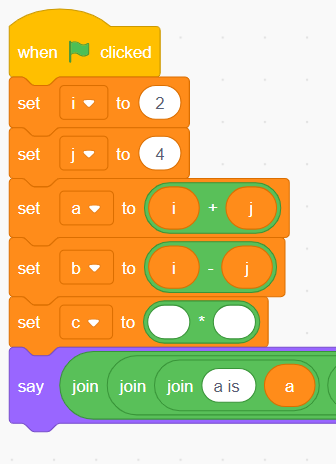 when clicked
set i to 2
set j to 4
set a to i + j
set b to i - j
set c to *
say join join join a is a